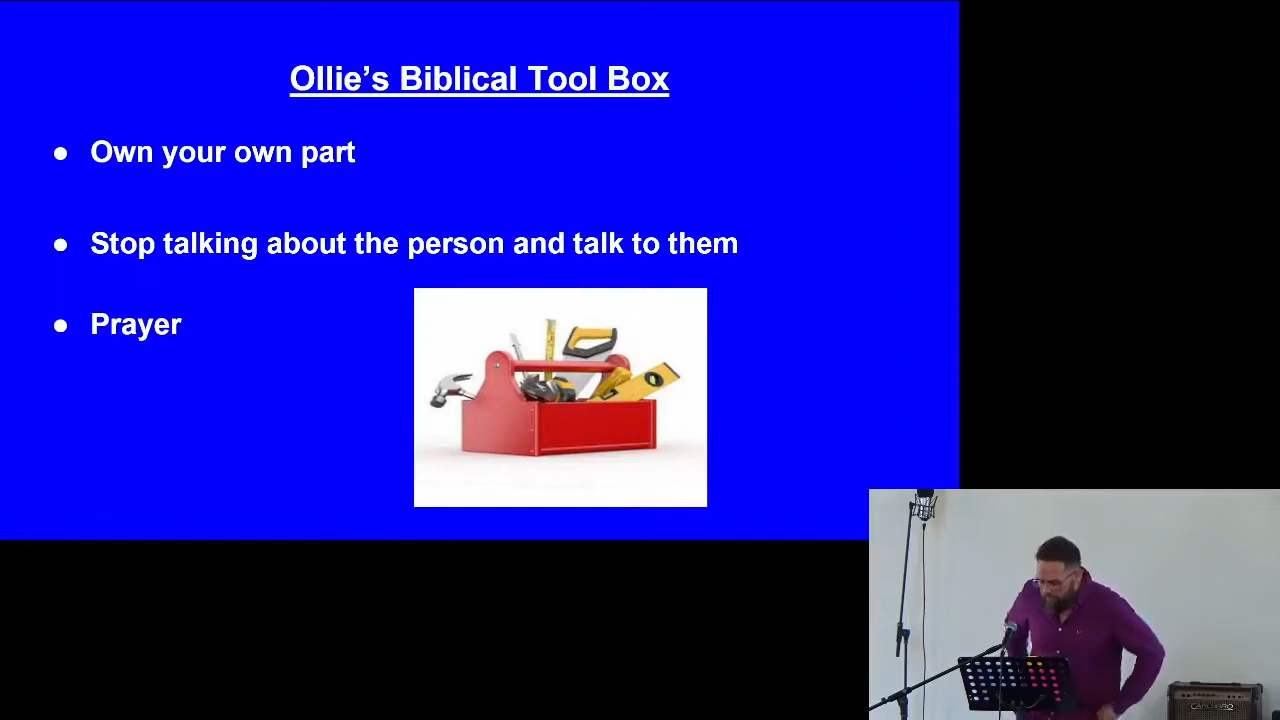 Ollie’s Biblical Tool Box
● Own your own part
● Stop talking about the person and talk to them
● Prayer